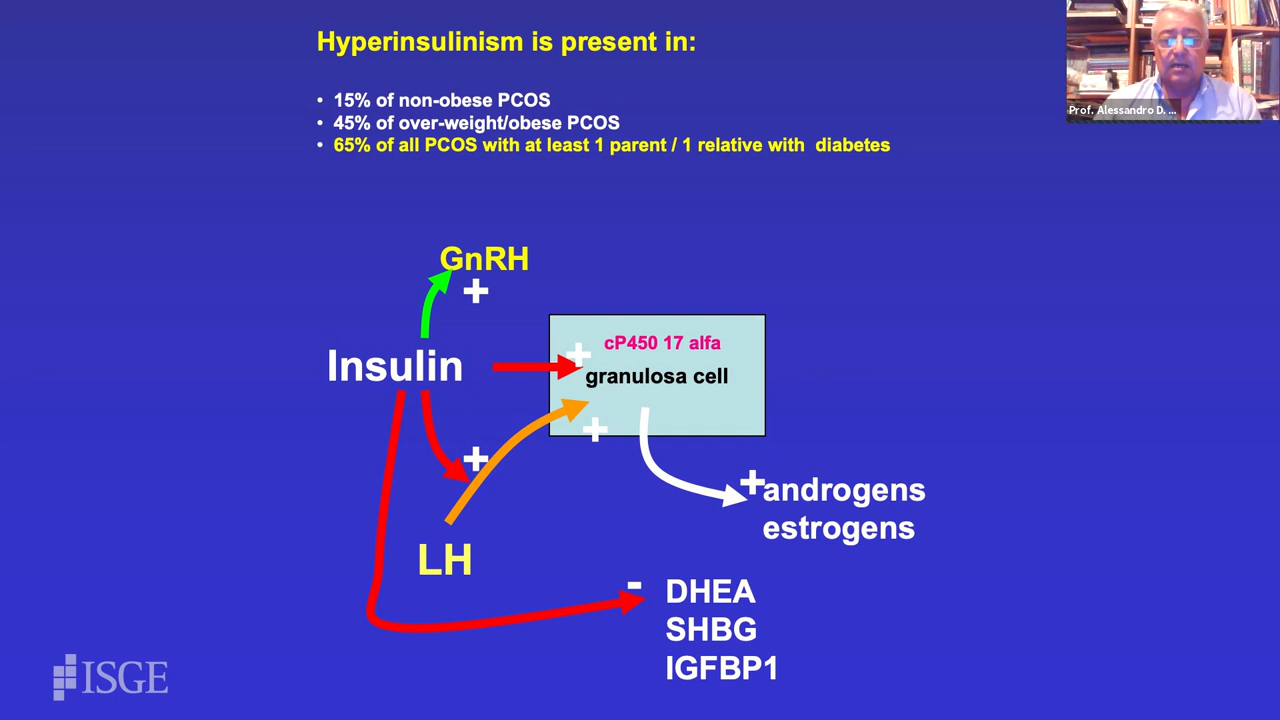 Hyperinsulinism is present in:
• 15% of non-obese PCOS
• 45% of over-weight/obese PCOS
• 65% of all PCOS with at least 1 parent / 1 relative with diabetes
Prof. Alessandro D. ...
GnRH
+
cP450 17 alfa
+
Insulin
granulosa cell
+
+
+androgens
estrogens
LH
-
DHEA
SHBG
IGFBP1
ISGE